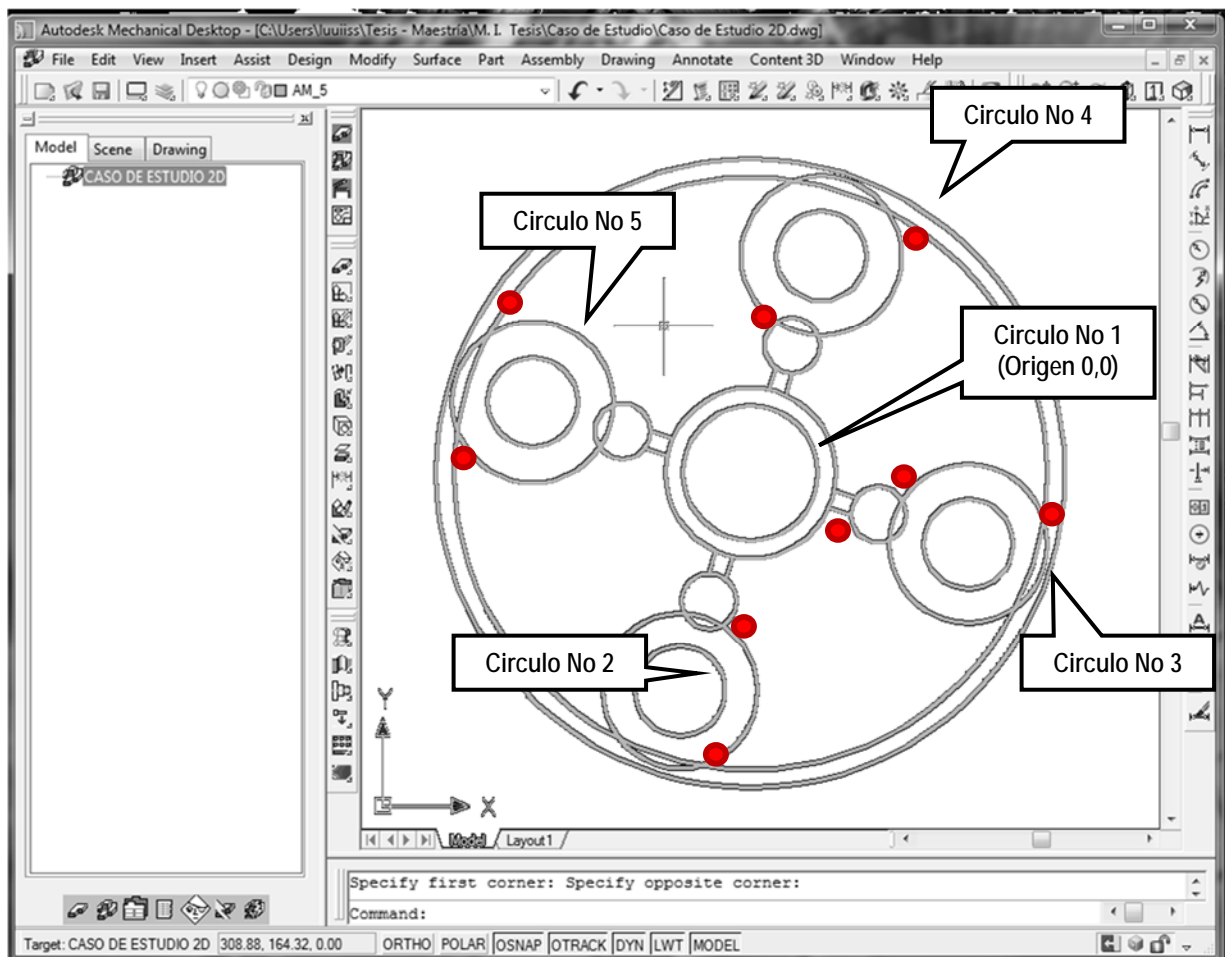 Autodesk Mechanical Desktop - [C:\Users\luuiiss\Tesis - Maestría\M. I. Tesis\Caso de Estudio\Caso de Estudio 2D.dwg]
File Edit View Insert Assist Design Modify Surface Part Assembly Drawing Annotate Content 3D Window Help
AM_5
Model Scene Drawing
CASO DE ESTUDIO 2D
Circulo No 4
Circulo No 5
Circulo No 1
(Origen 0,0)
Circulo No 2
Circulo No 3
Y
X
Model Layout1
Specify first corner: Specify opposite corner:
Command:
Target: CASO DE ESTUDIO 2D 308.88, 164.32, 0.00 ORTHO POLAR OSNAP OTRACK DYN LWT MODEL